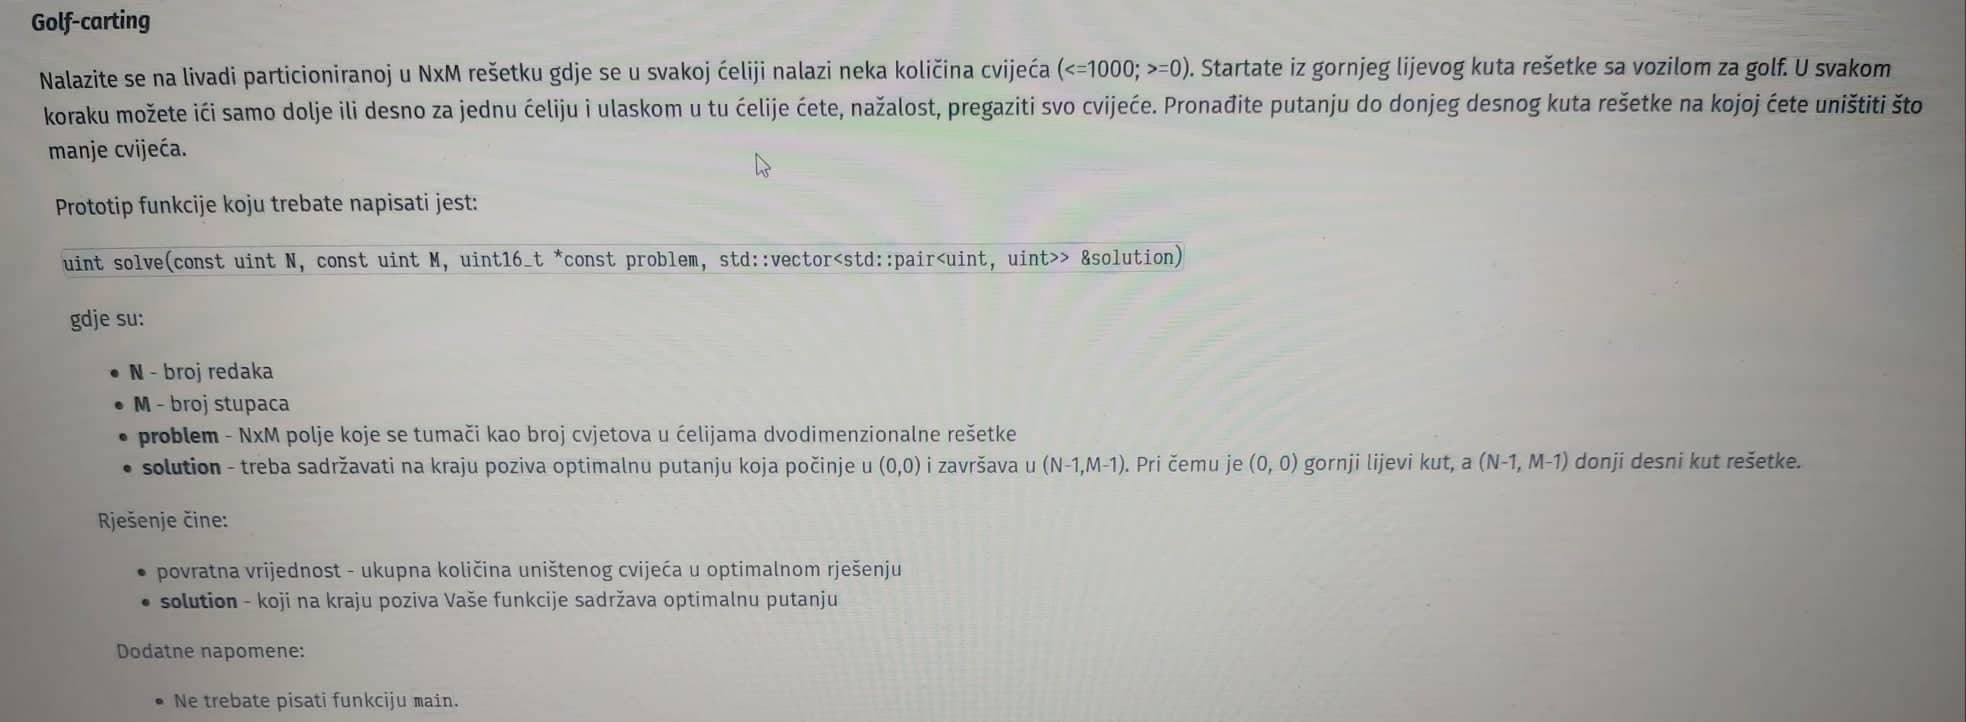 Golf-carting
Nalazite se na livadi particioniranoj u NxM rešetku gdje se u svakoj ćeliji nalazi neka količina cvijeća (<=1000; >=0). Startate iz gornjeg lijevog kuta rešetke sa vozilom za golf. U svakom
koraku možete ići samo dolje ili desno za jednu ćeliju i ulaskom u tu ćelije ćete, nažalost, pregaziti svo cvijeće. Pronađite putanju do donjeg desnog kuta rešetke na kojoj ćete uništiti što
manje cvijeća.
Prototip funkcije koju trebate napisati jest:
uint solve(const uint N, const uint M, uint16_t *const problem, std::vector<std::pair<uint, uint>> &solution)
gdje su:
• N - broj redaka
• M - broj stupaca
• problem - NxM polje koje se tumači kao broj cvjetova u ćelijama dvodimenzionalne rešetke
• solution - treba sadržavati na kraju poziva optimalnu putanju koja počinje u (0,0) i završava u (N-1,M-1). Pri čemu je (0, 0) gornji lijevi kut, a (N-1, M-1) donji desni kut rešetke.
Rješenje čine:
• povratna vrijednost - ukupna količina uništenog cvijeća u optimalnom rješenju
• solution - koji na kraju poziva Vaše funkcije sadržava optimalnu putanju
Dodatne napomene:
• Ne trebate pisati funkciju main.